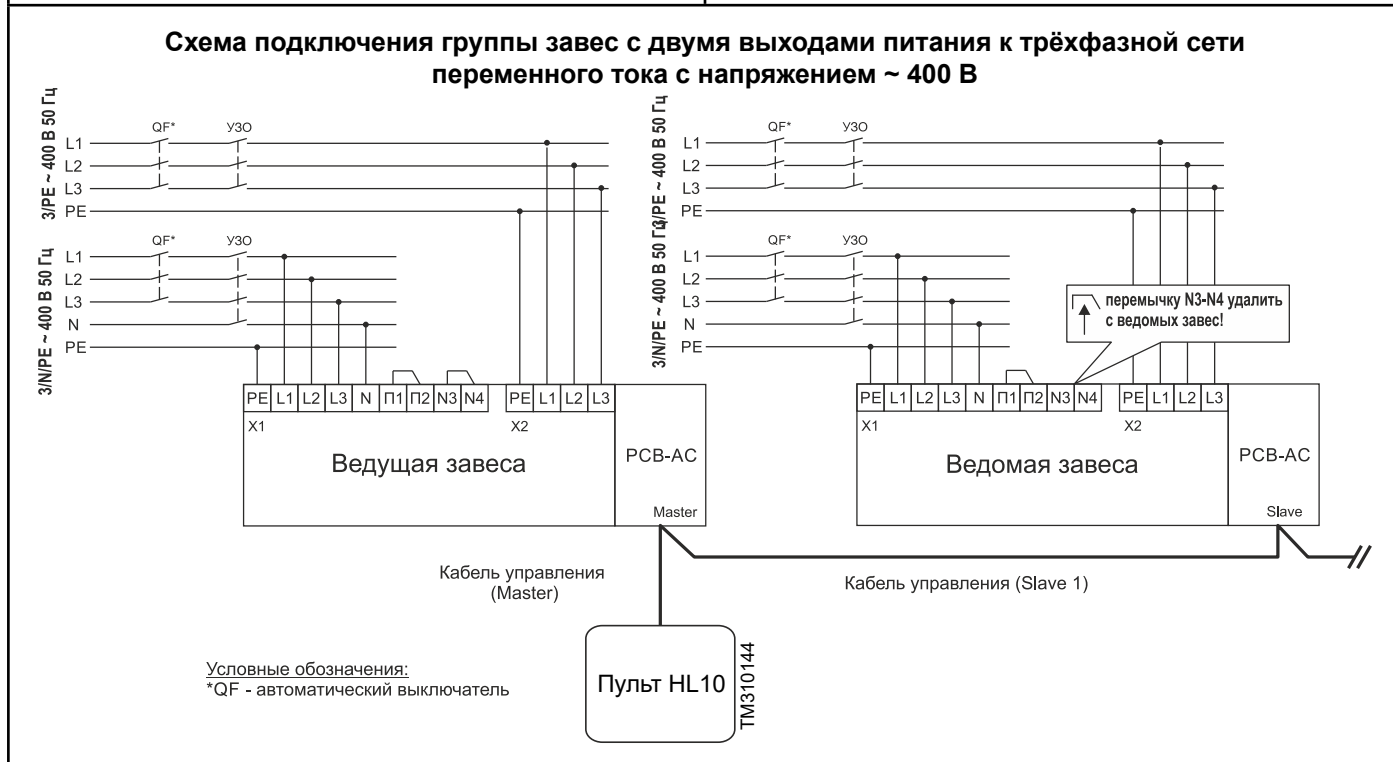 Схема подключения группы завес с двумя выходами питания к трёхфазной сети
переменного тока с напряжением ~ 400 В
3/PE ~ 400 В 50 Гц
L1
L2
L3
PE
QF*
УЗО
3/N/PE ~ 400 В 50 Гц
L1
L2
L3
N
PE
QF*
УЗО
PE L1 L2 L3 N П1 П2 N3 N4
PE L1 L2 L3
X1
X2
Ведущая завеса
PCB-AC
Master
3/PE ~ 400 В 50 Гц
L1
L2
L3
PE
QF*
УЗО
3/N/PE ~ 400 В 50 Гц
L1
L2
L3
N
PE
QF*
УЗО
перемычку N3-N4 удалить
с ведомых завес!
PE L1 L2 L3 N П1 П2 N3 N4
PE L1 L2 L3
X1
X2
Ведомая завеса
PCB-AC
Slave
Кабель управления
(Master)
Кабель управления (Slave 1)
Пульт HL10
TM310144
Условные обозначения:
*QF - автоматический выключатель